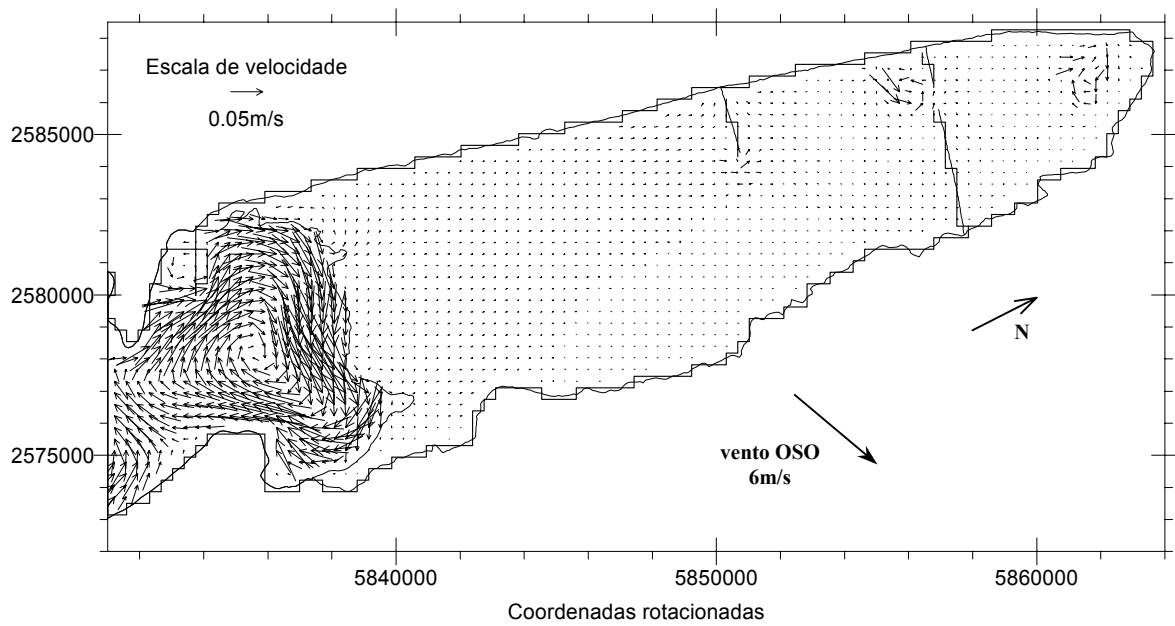 Escala de velocidade
0.05m/s
2585000
2580000
N
vento OSO
6m/s
2575000
5840000 5850000 5860000
Coordenadas rotacionadas